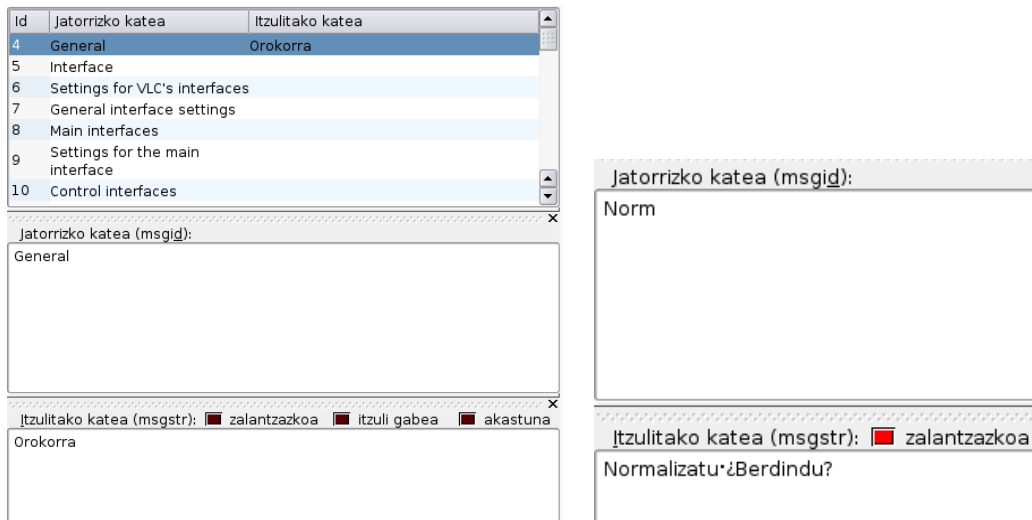 Id Jatorrizko katea Itzulitako katea
4 General Orokorra
5 Interface
6 Settings for VLC's interfaces
7 General interface settings
8 Main interfaces
9 Settings for the main
interface
10 Control interfaces
Jatorrizko katea (msgid):
General
Itzulitako katea (msgstr): zalantzazkoa itzuli gabea akastuna
Orokorra
Jatorrizko katea (msgid):
Norm
Itzulitako katea (msgstr): zalantzazkoa
Normalizatu·¿Berdindu?